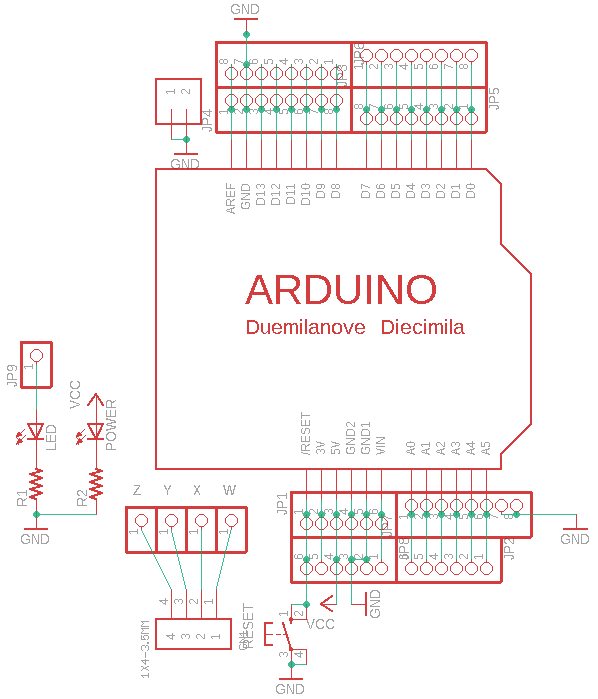 GND
JP6
8 7 6 5 4 3 2 1
JP3
1 2 3 4 5 6 7 8
1 2
JP4
JP5
1 2 3 4 5 6 7 8
8 7 6 5 4 3 2 1
GND
AREF GND D13 D12 D11 D10 D9 D8 D7 D6 D5 D4 D3 D2 D1 D0
ARDUINO
Duemilanove Diecimila
JP9
1
VCC
LED
POWER
R1
R2
GND
/RESET 3V 5V GND2 GND1 VIN A0 A1 A2 A3 A4 A5
Z Y X W
1 1 1 1
JP1
1 2 3 4 5 6
JP7
6 5 4 3 2 1
JP8
1 2 3 4 5 6 7 8
JP2
6 5 4 3 2 1
GND
4 3 2 1
4 3 2 1
1X4-3.5MM
RESET
1 2
3 4
VCC
GND
GND